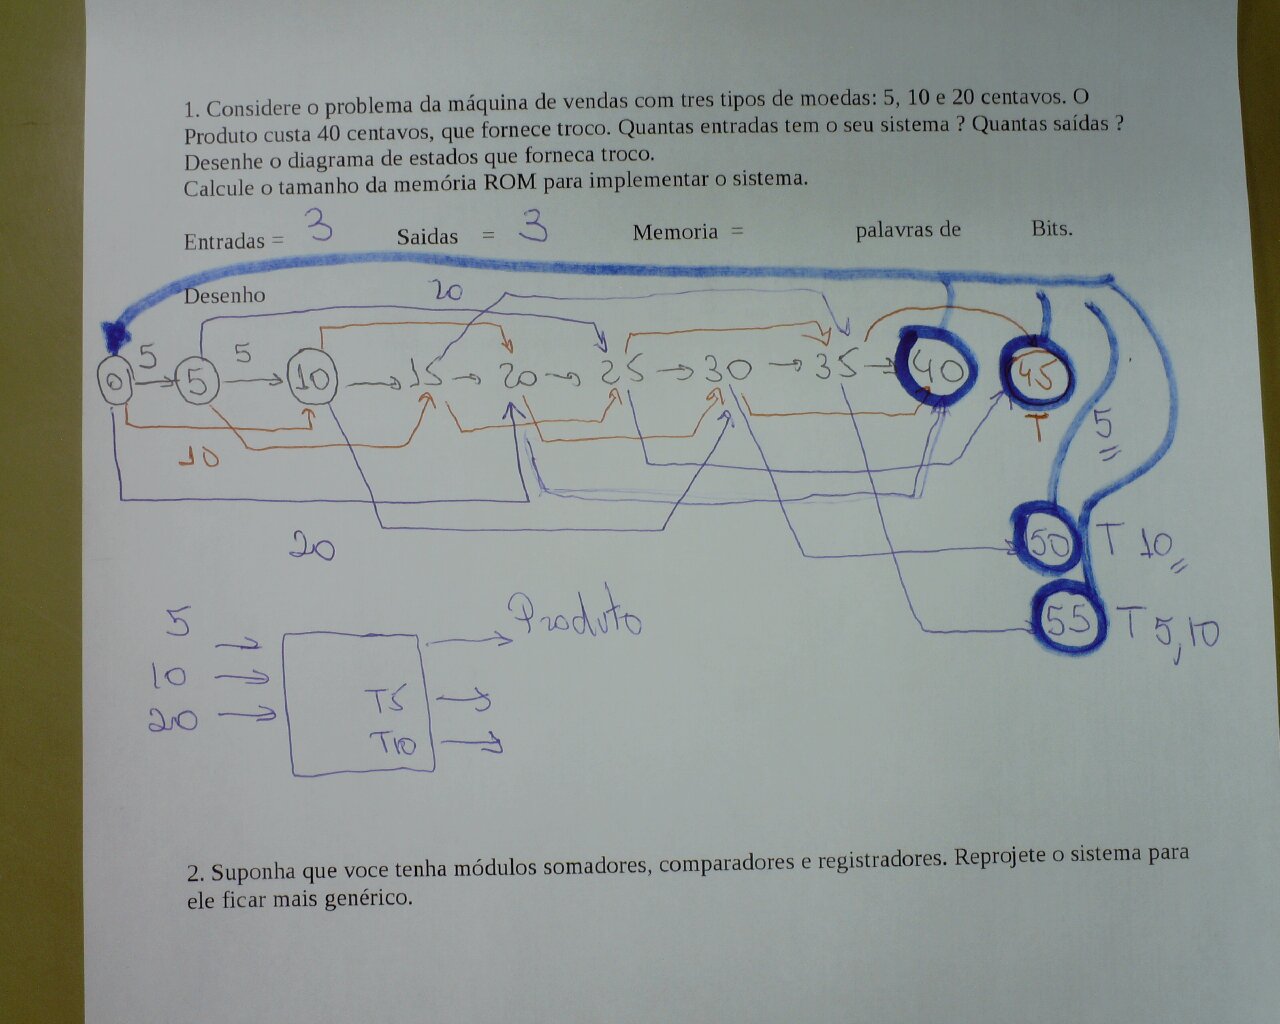 1. Considere o problema da máquina de vendas com tres tipos de moedas: 5, 10 e 20 centavos. O
Produto custa 40 centavos, que fornece troco. Quantas entradas tem o seu sistema ? Quantas saídas ?
Desenhe o diagrama de estados que forneca troco.
Calcule o tamanho da memória ROM para implementar o sistema.
Entradas = 3 Saidas = 3 Memoria = palavras de Bits.
Desenho
20
5 5
0 5 10 15 20 25 30 35 40 45
T
10
5
20
50 T 10
55 T 5,10
5
10
20
Produto
T5
T10
2. Suponha que voce tenha módulos somadores, comparadores e registradores. Reprojete o sistema para
ele ficar mais genérico.